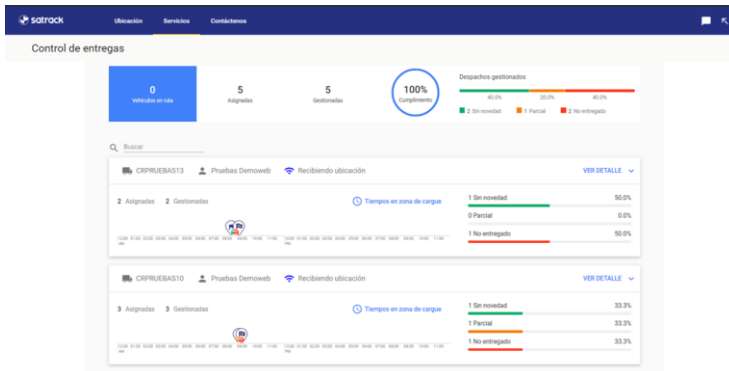 satrack Ubicación Servicios Contáctenos
Control de entregas
0 Vehículos en ruta
5 Asignadas
5 Gestionadas
100% Cumplimiento
Despachos gestionados
40.0% 20.0% 40.0%
2 Sin novedad 1 Parcial 2 No entregado
Buscar
CRPRUEBAS13 Pruebas Demoweb Recibiendo ubicación VER DETALLE
2 Asignadas 2 Gestionadas Tiempos en zona de cargue
1 Sin novedad 50.0%
0 Parcial 0.0%
1 No entregado 50.0%
CRPRUEBAS10 Pruebas Demoweb Recibiendo ubicación VER DETALLE
3 Asignadas 3 Gestionadas Tiempos en zona de cargue
1 Sin novedad 33.3%
1 Parcial 33.3%
1 No entregado 33.3%